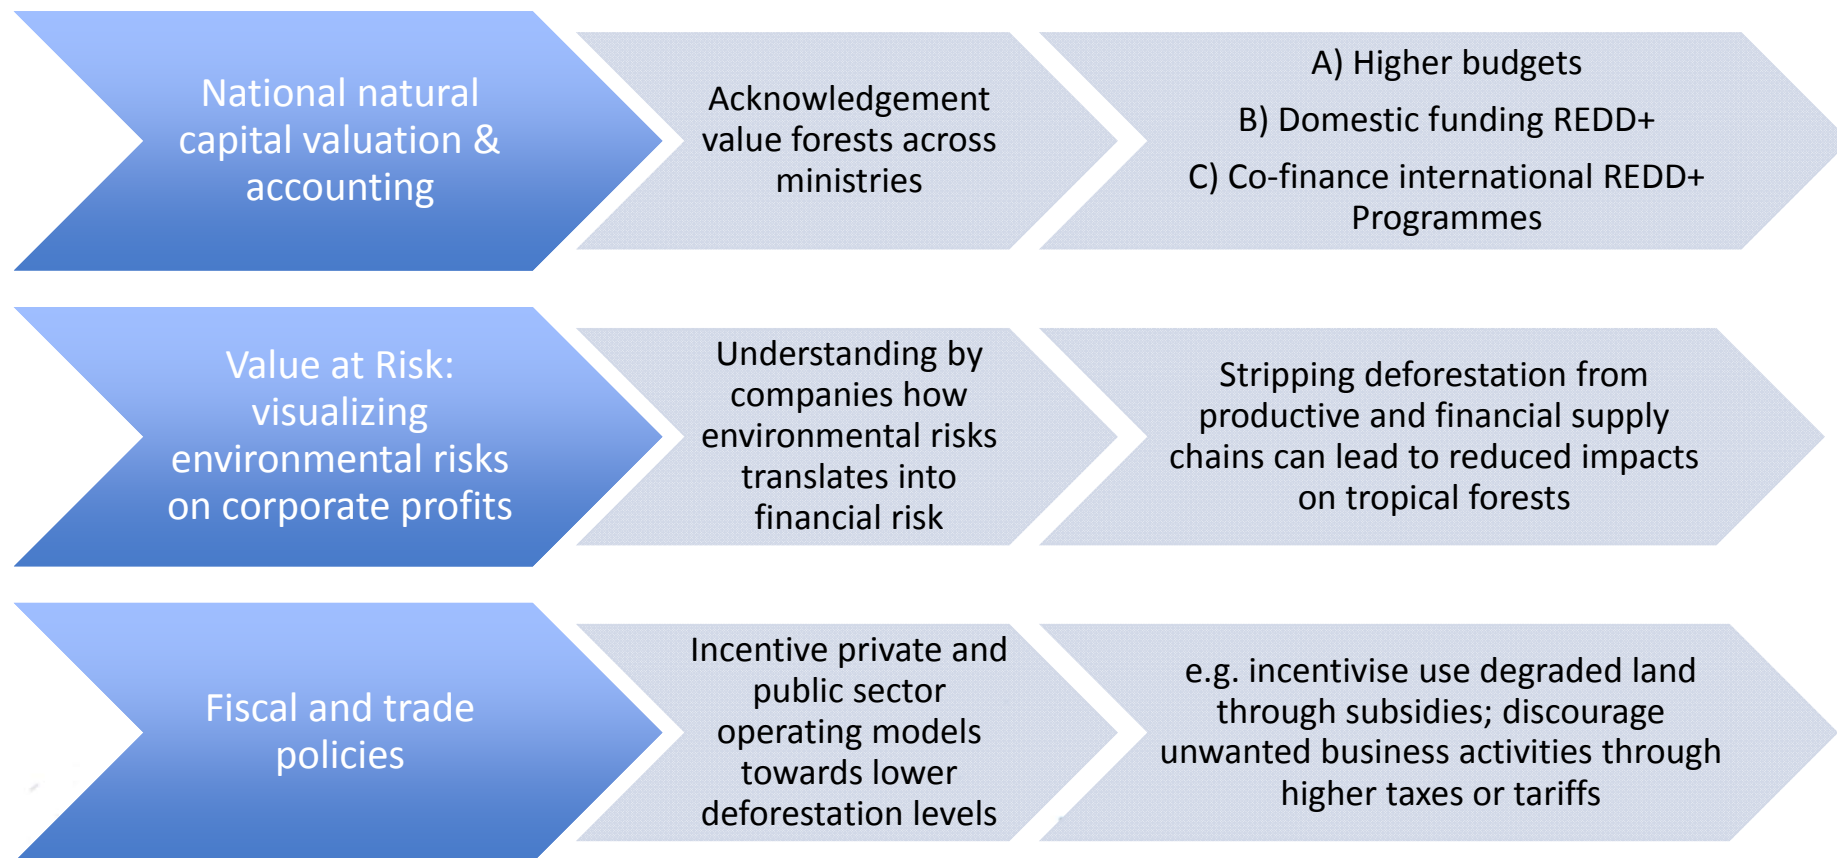 National natural
capital valuation &
accounting
Acknowledgement
value forests across
ministries
A) Higher budgets
B) Domestic funding REDD+
C) Co-finance international REDD+
Programmes
Value at Risk:
visualizing
environmental risks
on corporate profits
Understanding by
companies how
environmental risks
translates into
financial risk
Stripping deforestation from
productive and financial supply
chains can lead to reduced impacts
on tropical forests
Fiscal and trade
policies
Incentive private and
public sector
operating models
towards lower
deforestation levels
e.g. incentivise use degraded land
through subsidies; discourage
unwanted business activities through
higher taxes or tariffs